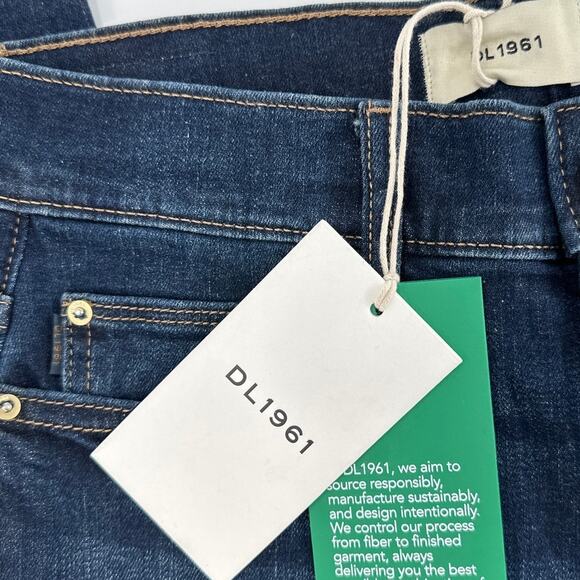 DL1961
DL1961
DL1961, we aim to
source responsibly,
manufacture sustainably,
and design intentionally.
We control our process
from fiber to finished
garment, always
delivering you the best